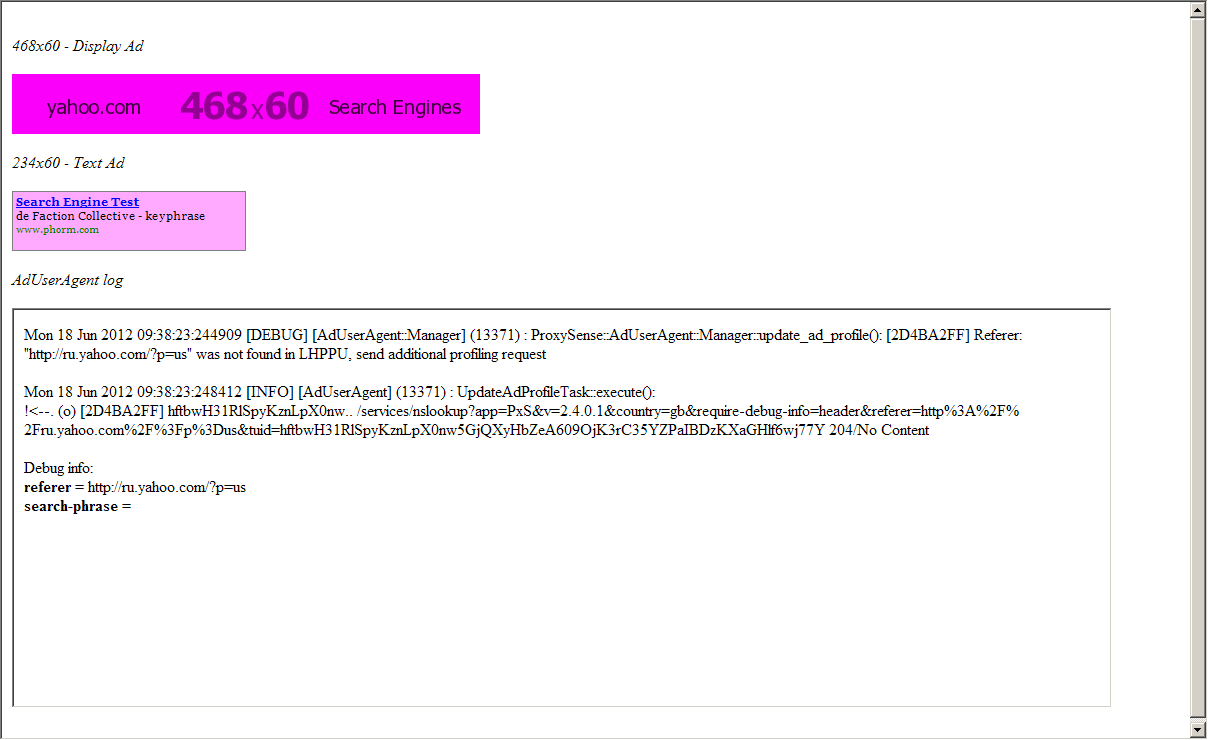 468x60 - Display Ad
yahoo.com 468x60 Search Engines
234x60 - Text Ad
Search Engine Test
de Faction Collective - keyphrase
www.phorm.com
AdUserAgent log
Mon 18 Jun 2012 09:38:23:244909 [DEBUG] [AdUserAgent::Manager] (13371) : ProxySense::AdUserAgent::Manager::update_ad_profile(): [2D4BA2FF] Referer:
"http://ru.yahoo.com/?p=us" was not found in LHPPU, send additional profiling request
Mon 18 Jun 2012 09:38:23:248412 [INFO] [AdUserAgent] (13371) : UpdateAdProfileTask::execute():
!<--. (o) [2D4BA2FF] hftbwH31RlSpyKznLpX0nw.. /services/nslookup?app=PxS&v=2.4.0.1&country=gb&require-debug-info=header&referer=http%3A%2F%
2Fru.yahoo.com%2F%3Fp%3Dus&tuid=hftbwH31RlSpyKznLpX0nw5GjQXyHbZeA609OjK3rC35YZPaIBDzKXaGHlf6wj77Y 204/No Content
Debug info:
referer = http://ru.yahoo.com/?p=us
search-phrase =